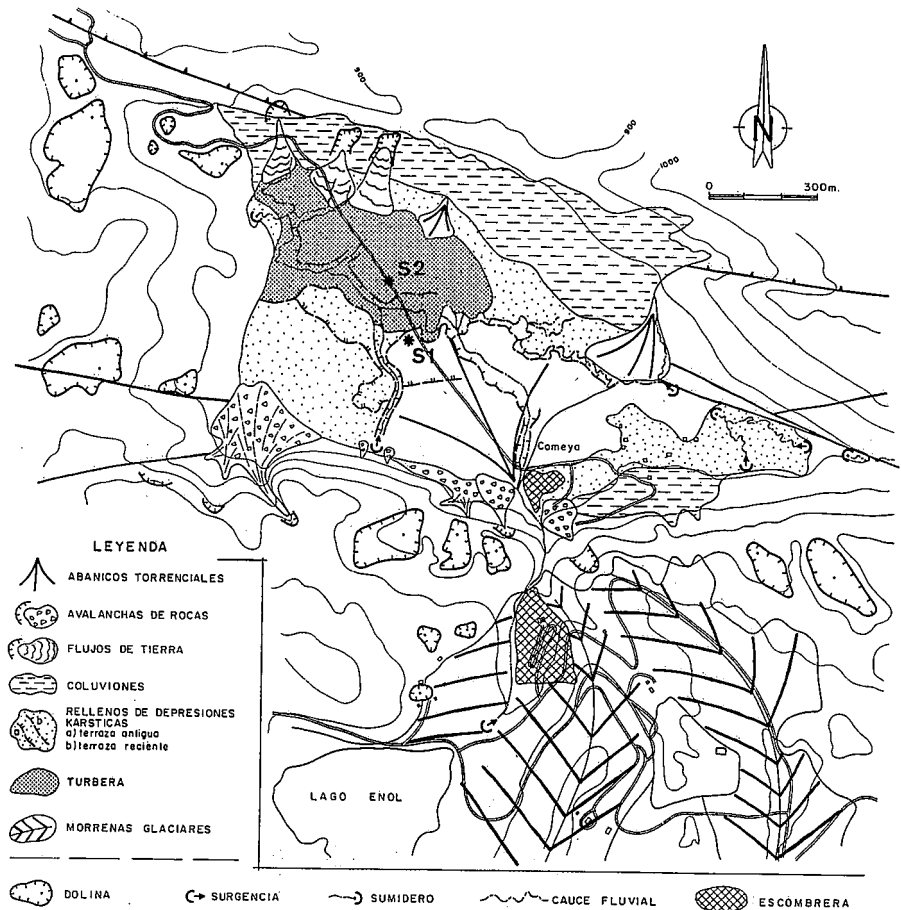 900
900
1000
N
0 300m.
S2
S1
Comeya
LEYENDA
ABANICOS TORRENCIALES
AVALANCHAS DE ROCAS
FLUJOS DE TIERRA
COLUVIONES
RELLENOS DE DEPRESIONES
KARSTICAS
a) terraza antigua
b) terraza reciente
b
a
TURBERA
MORRENAS GLACIARES
LAGO ENOL
DOLINA SURGENCIA SUMIDERO CAUCE FLUVIAL ESCOMBRERA